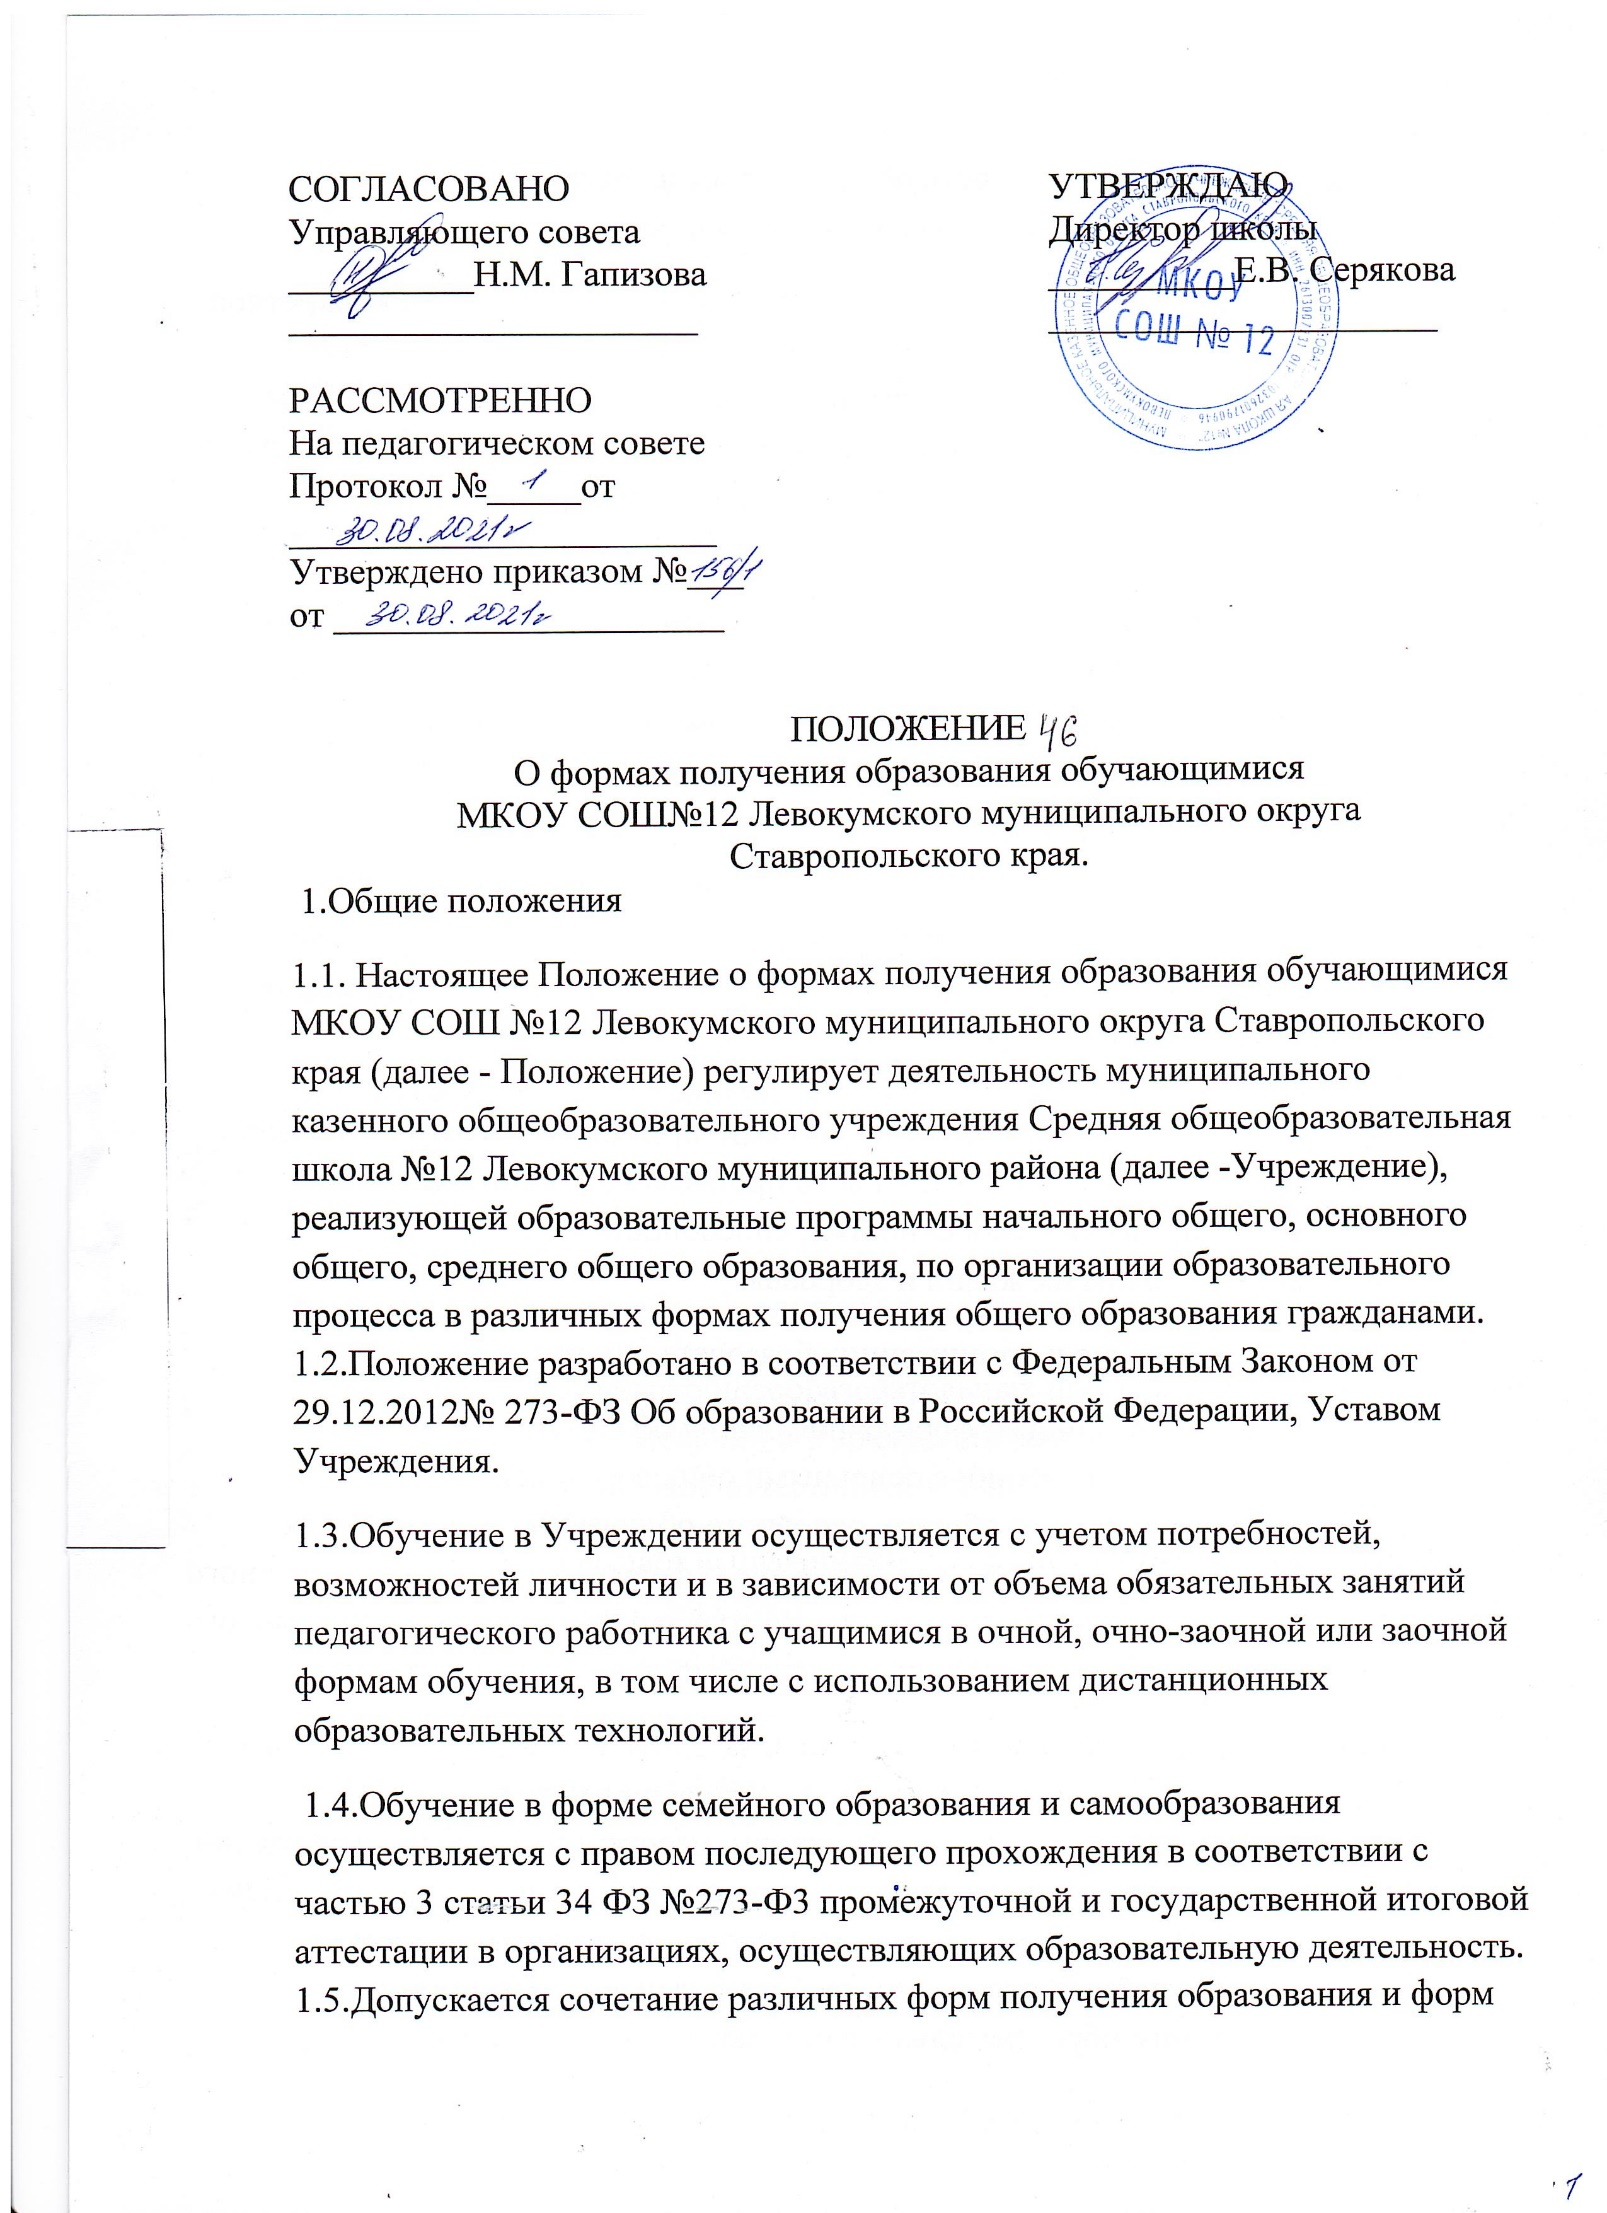 СОГЛАСОВАНО
Управляющего совета
__________Н.М. Гапизова
УТВЕРЖДАЮ
Директор школы
__________Е.В. Серякова
МКОУ
СОШ № 12
РАССМОТРЕННО
На педагогическом совете
Протокол № 1 от
30.08.2021г
Утверждено приказом №156/1
от 30.08.2021г
ПОЛОЖЕНИЕ 46
О формах получения образования обучающимися
МКОУ СОШ№12 Левокумского муниципального округа
Ставропольского края.
1.Общие положения
1.1. Настоящее Положение о формах получения образования обучающимися
МКОУ СОШ №12 Левокумского муниципального округа Ставропольского
края (далее - Положение) регулирует деятельность муниципального
казенного общеобразовательного учреждения Средняя общеобразовательная
школа №12 Левокумского муниципального района (далее -Учреждение),
реализующей образовательные программы начального общего, основного
общего, среднего общего образования, по организации образовательного
процесса в различных формах получения общего образования гражданами.
1.2.Положение разработано в соответствии с Федеральным Законом от
29.12.2012№ 273-ФЗ Об образовании в Российской Федерации, Уставом
Учреждения.
1.3.Обучение в Учреждении осуществляется с учетом потребностей,
возможностей личности и в зависимости от объема обязательных занятий
педагогического работника с учащимися в очной, очно-заочной или заочной
формам обучения, в том числе с использованием дистанционных
образовательных технологий.
1.4.Обучение в форме семейного образования и самообразования
осуществляется с правом последующего прохождения в соответствии с
частью 3 статьи 34 ФЗ №273-ФЗ промежуточной и государственной итоговой
аттестации в организациях, осуществляющих образовательную деятельность.
1.5.Допускается сочетание различных форм получения образования и форм
1